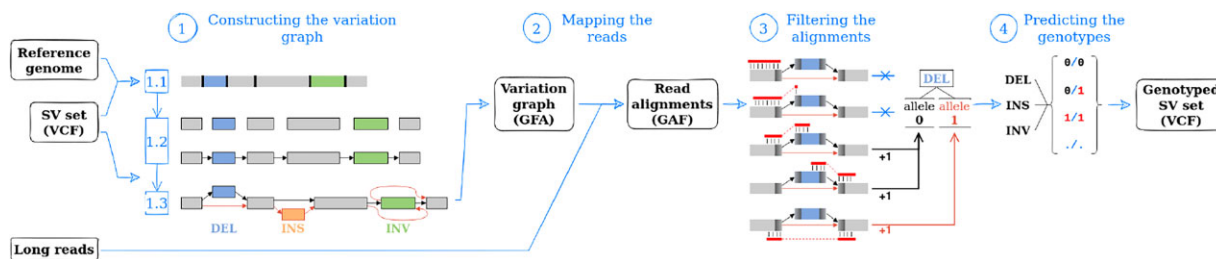 1 Constructing the variation
graph
2 Mapping the
reads
3 Filtering the
alignments
4 Predicting the
genotypes
Reference
genome
SV set
(VCF)
Long reads
1.1
1.2
1.3
DEL
INS
INV
Variation
graph
(GFA)
Read
alignments
(GAF)
DEL
allele
0
allele
1
+1
+1
+1
DEL
INS
INV
0/0
0/1
1/1
./.
Genotyped
SV set
(VCF)